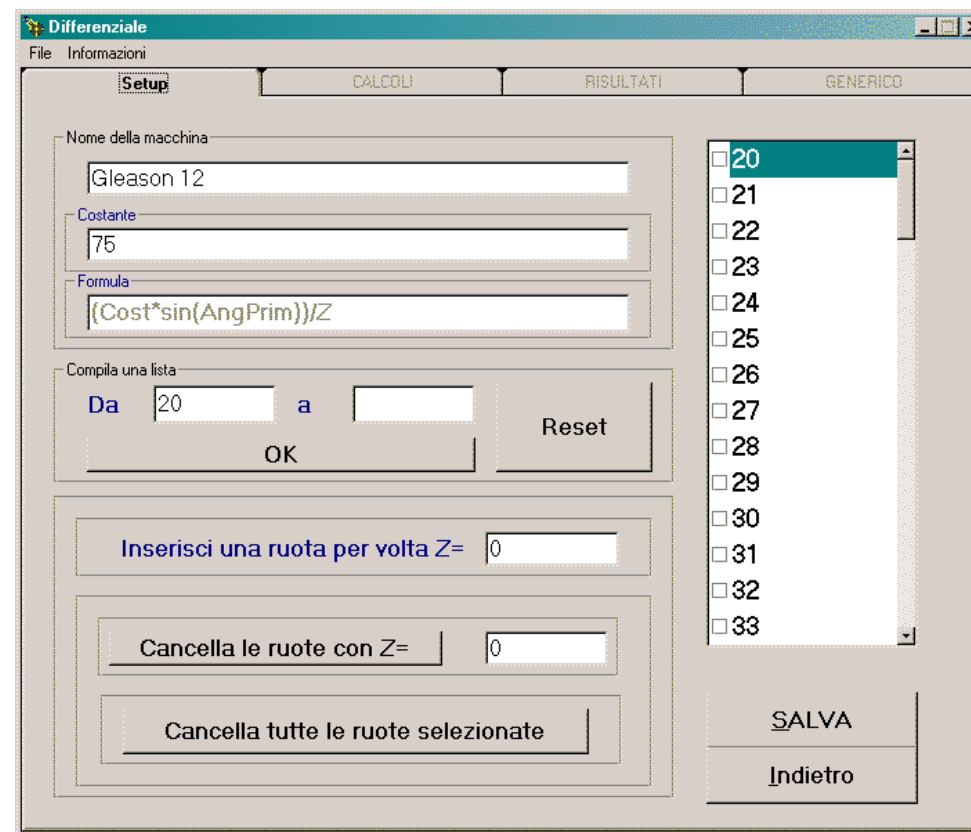 Differenziale
File Informazioni
Setup CALCOLI RISULTATI GENERICO
Nome della macchina
Gleason 12
Costante
75
Formula
(Cost*sin(AngPrim))/Z
Compila una lista
Da 20 a
OK
Reset
Inserisci una ruota per volta Z= 0
Cancella le ruote con Z= 0
Cancella tutte le ruote selezionate
20
21
22
23
24
25
26
27
28
29
30
31
32
33
SALVA
Indietro